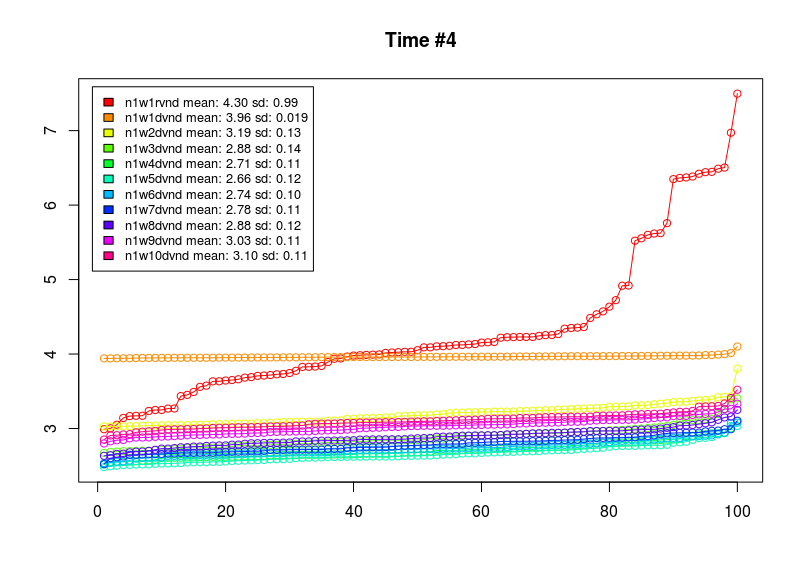 Time #4
n1w1rvnd mean: 4.30 sd: 0.99
n1w1dvnd mean: 3.96 sd: 0.019
n1w2dvnd mean: 3.19 sd: 0.13
n1w3dvnd mean: 2.88 sd: 0.14
n1w4dvnd mean: 2.71 sd: 0.11
n1w5dvnd mean: 2.66 sd: 0.12
n1w6dvnd mean: 2.74 sd: 0.10
n1w7dvnd mean: 2.78 sd: 0.11
n1w8dvnd mean: 2.88 sd: 0.12
n1w9dvnd mean: 3.03 sd: 0.11
n1w10dvnd mean: 3.10 sd: 0.11
7
6
5
4
3
0 20 40 60 80 100